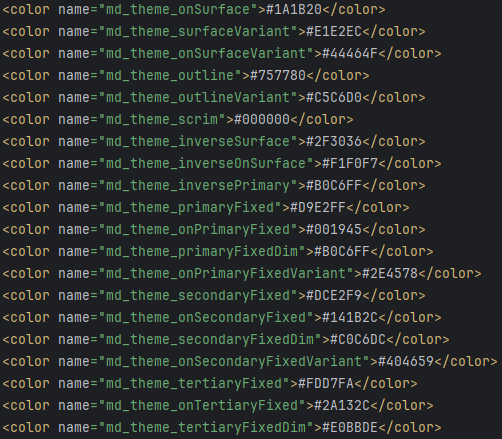 <color name="md_theme_onSurface">#1A1B20</color>
<color name="md_theme_surfaceVariant">#E1E2EC</color>
<color name="md_theme_onSurfaceVariant">#44464F</color>
<color name="md_theme_outline">#757780</color>
<color name="md_theme_outlineVariant">#C5C6D0</color>
<color name="md_theme_scrim">#000000</color>
<color name="md_theme_inverseSurface">#2F3036</color>
<color name="md_theme_inverseOnSurface">#F1F0F7</color>
<color name="md_theme_inversePrimary">#B0C6FF</color>
<color name="md_theme_primaryFixed">#D9E2FF</color>
<color name="md_theme_onPrimaryFixed">#001945</color>
<color name="md_theme_primaryFixedDim">#B0C6FF</color>
<color name="md_theme_onPrimaryFixedVariant">#2E4578</color>
<color name="md_theme_secondaryFixed">#DCE2F9</color>
<color name="md_theme_onSecondaryFixed">#141B2C</color>
<color name="md_theme_secondaryFixedDim">#C0C6DC</color>
<color name="md_theme_onSecondaryFixedVariant">#404659</color>
<color name="md_theme_tertiaryFixed">#FDD7FA</color>
<color name="md_theme_onTertiaryFixed">#2A132C</color>
<color name="md_theme_tertiaryFixedDim">#E0BBDE</color>